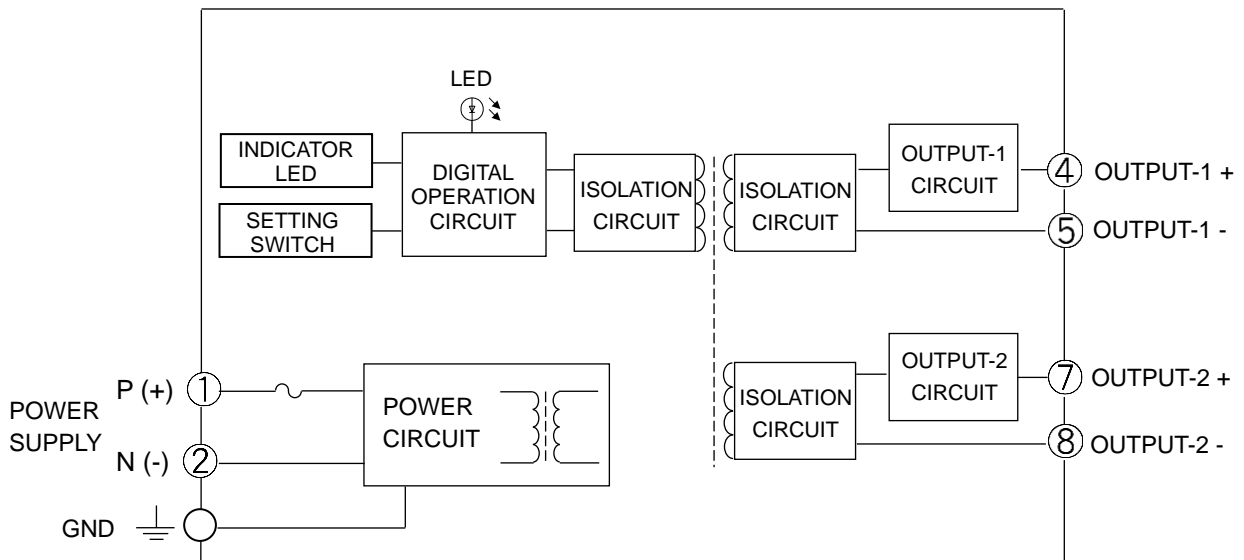 LED
INDICATOR
LED
SETTING
SWITCH
DIGITAL
OPERATION
CIRCUIT
ISOLATION
CIRCUIT
ISOLATION
CIRCUIT
OUTPUT-1
CIRCUIT
4 OUTPUT-1 +
5 OUTPUT-1 -
POWER
SUPPLY
P (+) 1
N (-) 2
GND
POWER
CIRCUIT
ISOLATION
CIRCUIT
OUTPUT-2
CIRCUIT
7 OUTPUT-2 +
8 OUTPUT-2 -